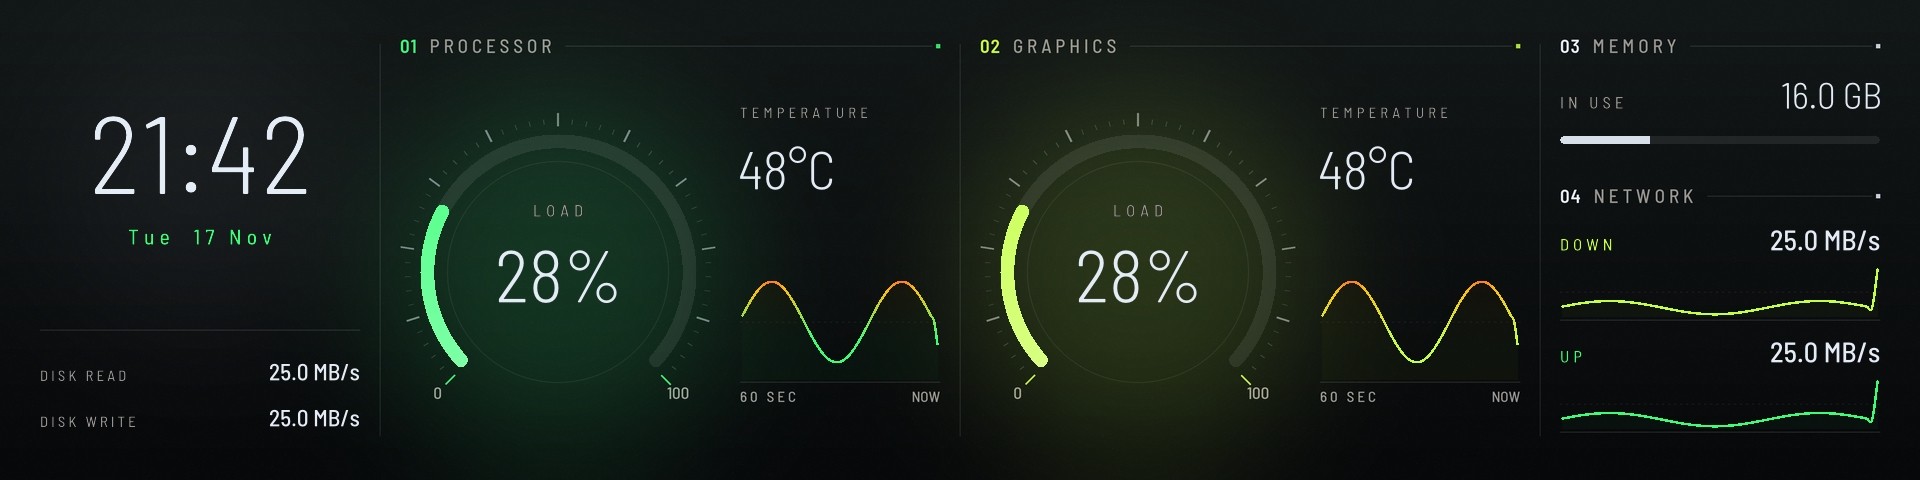 21:42
Tue 17 Nov
DISK READ 25.0 MB/s
DISK WRITE 25.0 MB/s
01 PROCESSOR
LOAD
28%
0
100
TEMPERATURE
48°C
60 SEC
NOW
02 GRAPHICS
LOAD
28%
0
100
TEMPERATURE
48°C
60 SEC
NOW
03 MEMORY
IN USE 16.0 GB
04 NETWORK
DOWN 25.0 MB/s
UP 25.0 MB/s